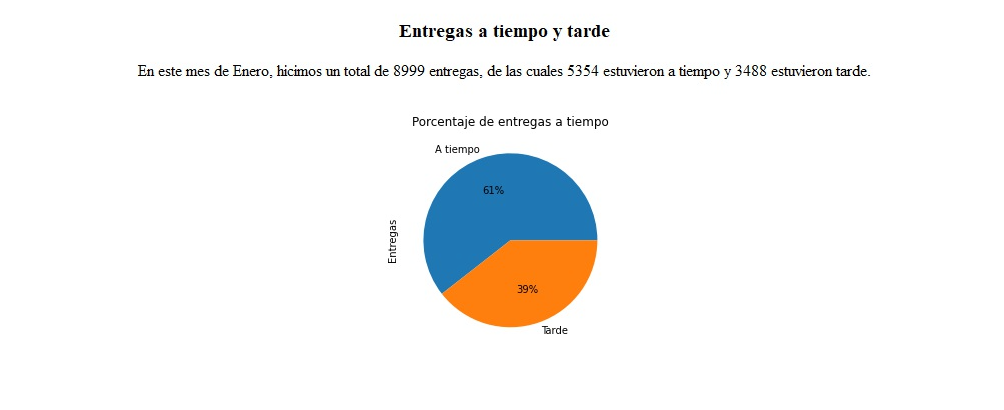 Entregas a tiempo y tarde
En este mes de Enero, hicimos un total de 8999 entregas, de las cuales 5354 estuvieron a tiempo y 3488 estuvieron tarde.
Porcentaje de entregas a tiempo
A tiempo
61%
Entregas
39%
Tarde